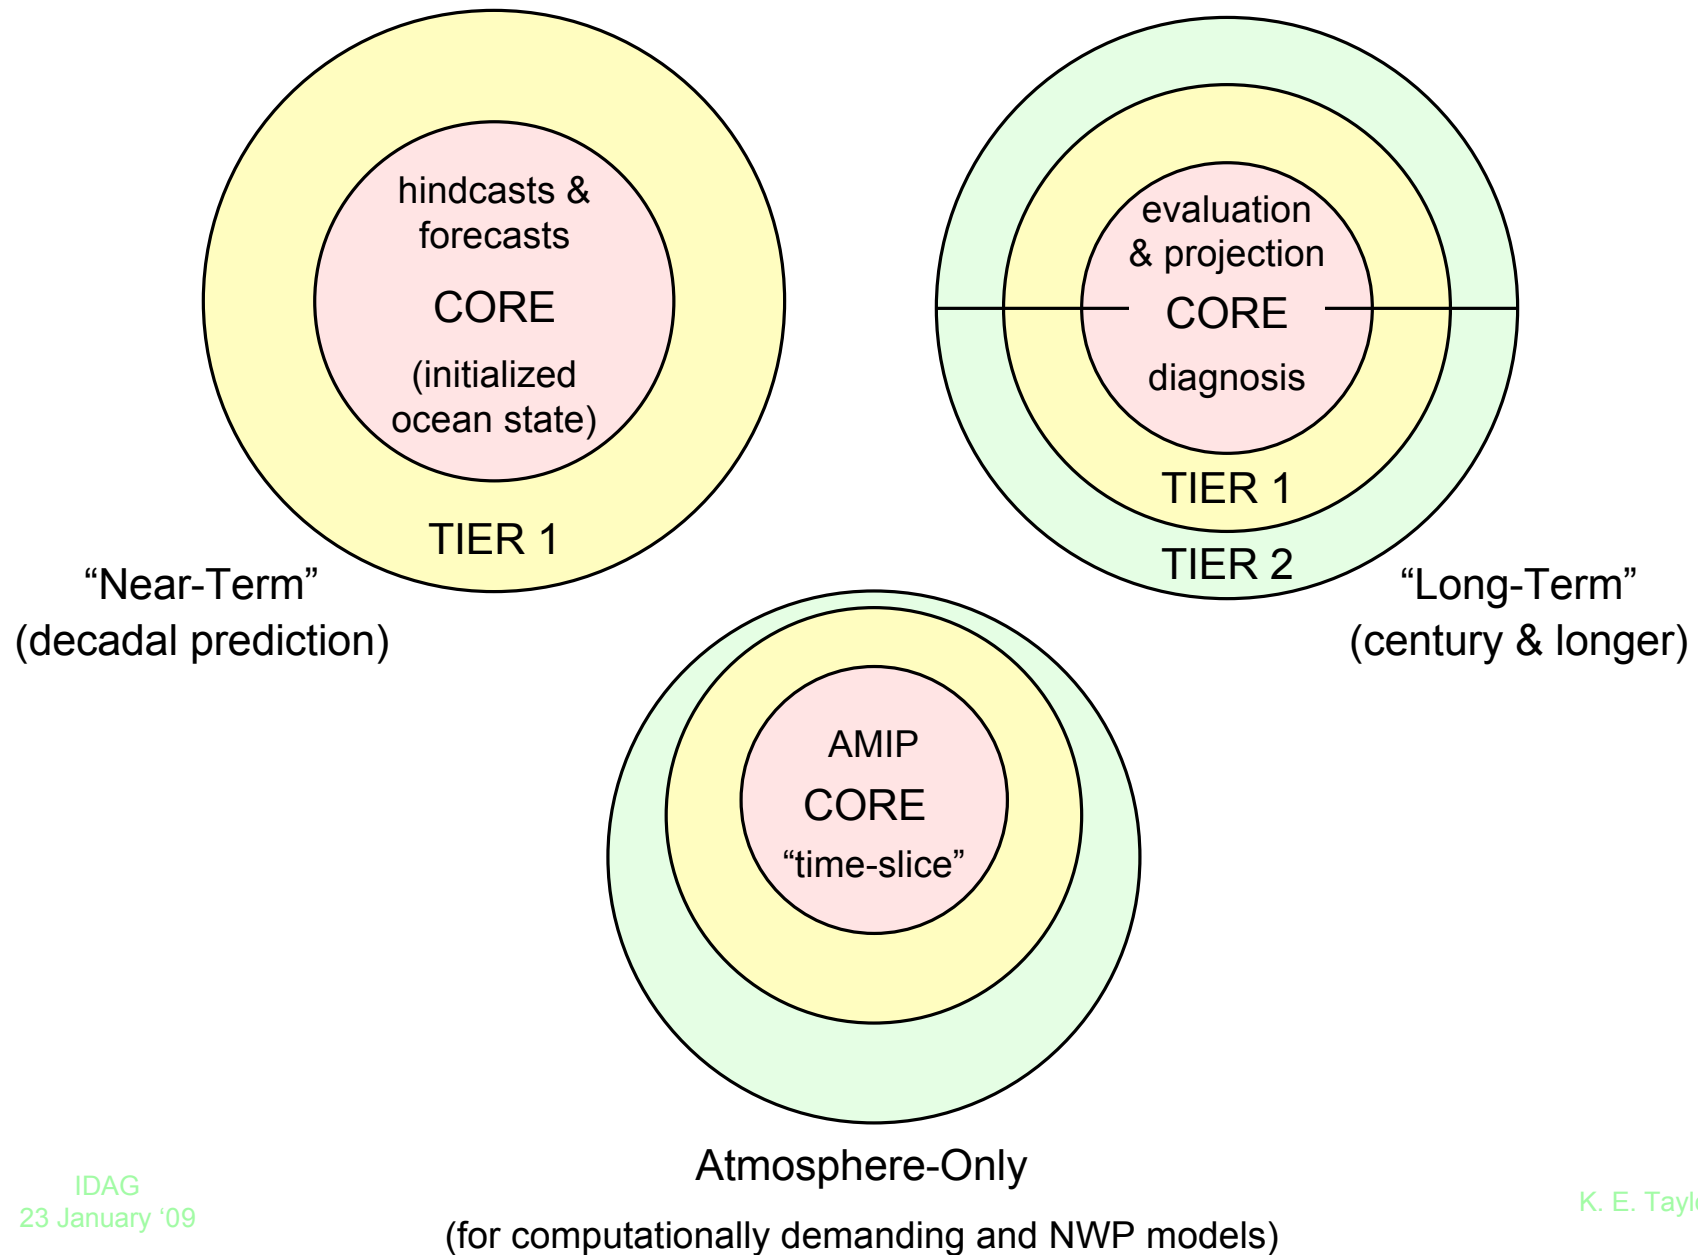 hindcasts &
forecasts
CORE
(initialized
ocean state)
TIER 1
“Near-Term”
(decadal prediction)
evaluation
& projection
CORE
diagnosis
TIER 1
TIER 2
“Long-Term”
(century & longer)
AMIP
CORE
“time-slice”
Atmosphere-Only
(for computationally demanding and NWP models)
IDAG
23 January ‘09
K. E. Tayl